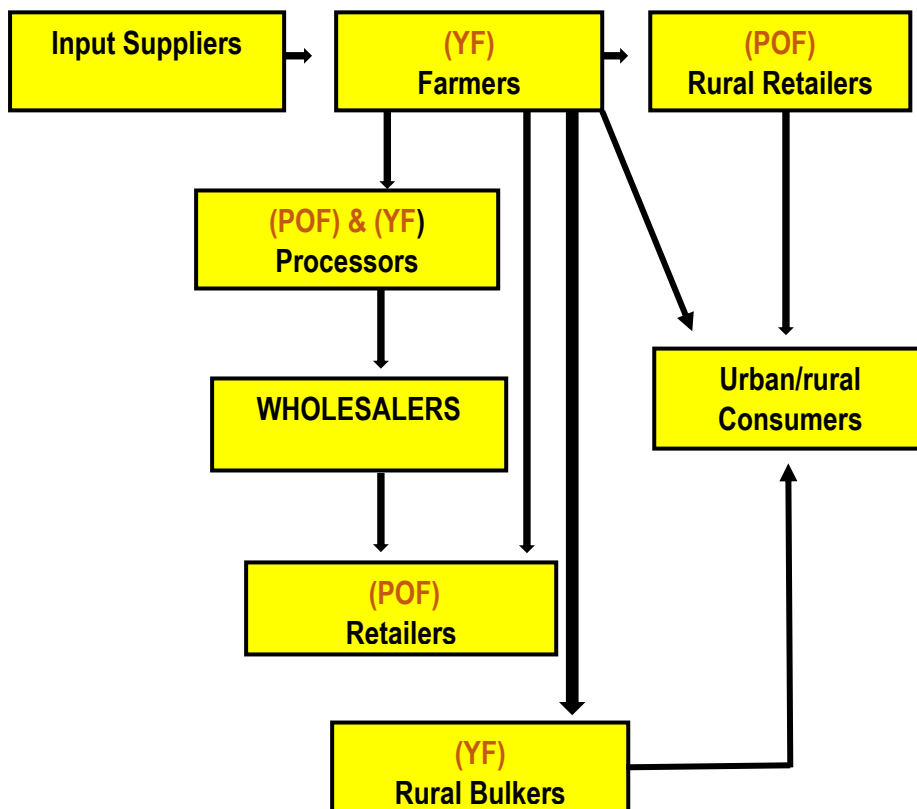 Input Suppliers
(YF)
Farmers
(POF)
Rural Retailers
(POF) & (YF)
Processors
WHOLESALERS
Urban/rural
Consumers
(POF)
Retailers
(YF)
Rural Bulkers